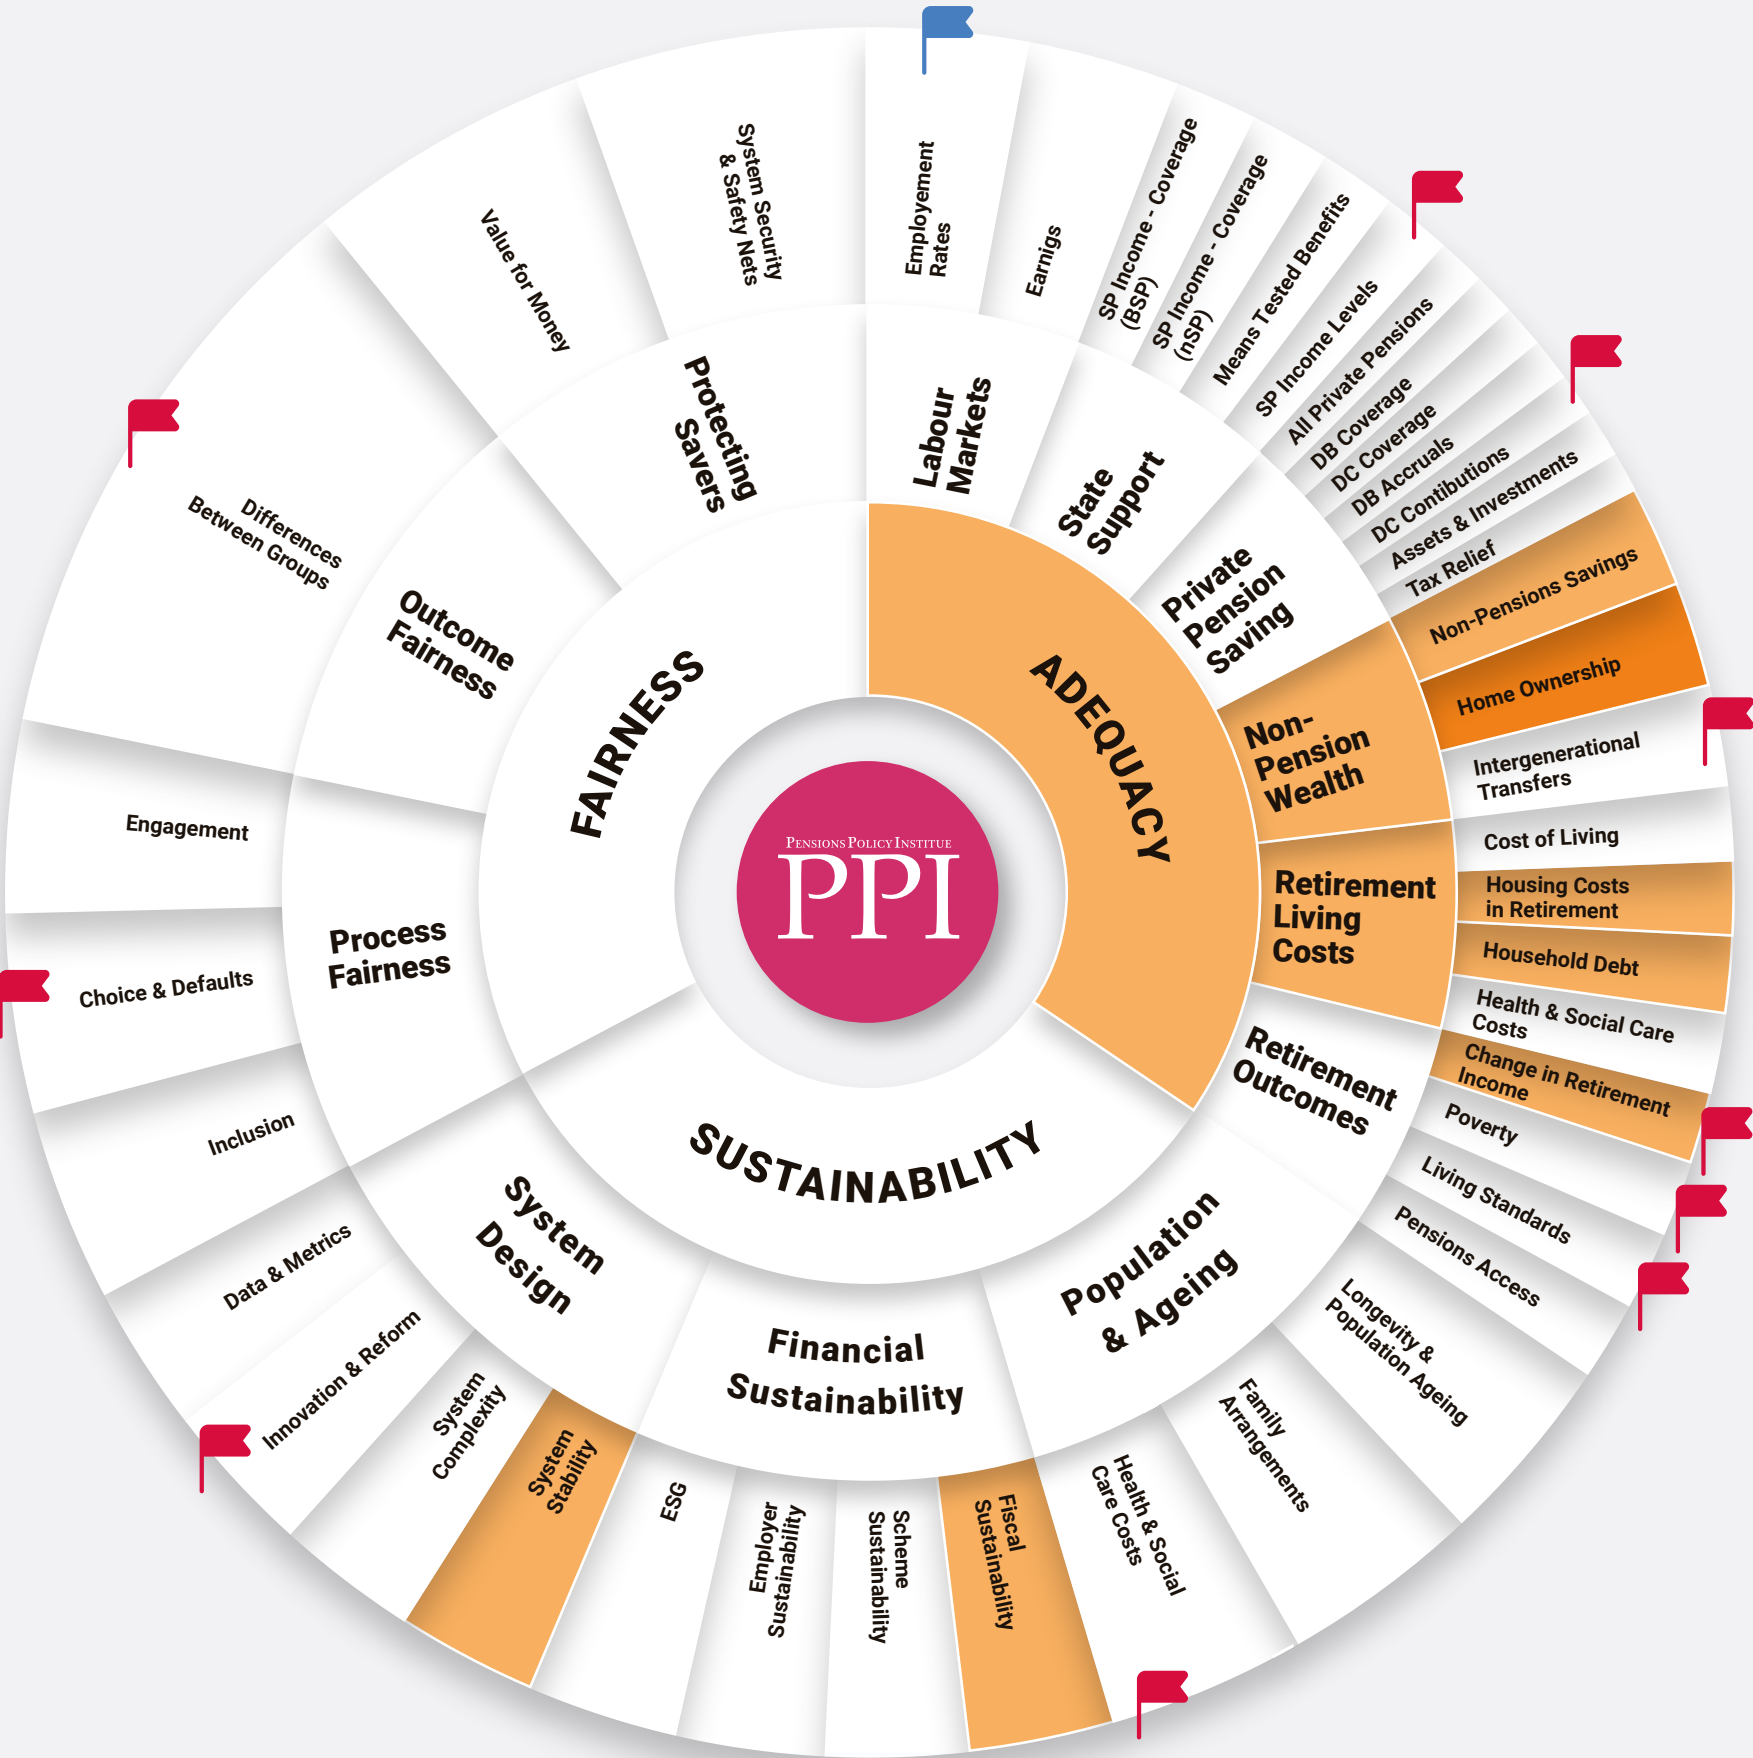 PENSIONS POLICY INSTITUE
PPI
ADEQUACY
SUSTAINABILITY
FAIRNESS
Labour
Markets
State
Support
Private
Pension
Saving
Non-
Pension
Wealth
Retirement
Living
Costs
Retirement
Outcomes
Population
& Ageing
Financial
Sustainability
System
Design
Process
Fairness
Outcome
Fairness
Protecting
Savers
Employement
Rates
Earnigs
SP Income - Coverage
(BSP)
SP Income - Coverage
(nSP)
Means Tested Benefits
SP Income Levels
All Private Pensions
DB Coverage
DC Coverage
DB Accruals
DC Contibutions
Assets & Investments
Tax Relief
Non-Pensions Savings
Home Ownership
Intergenerational
Transfers
Cost of Living
Housing Costs
in Retirement
Household Debt
Health & Social Care
Costs
Change in Retirement
Income
Poverty
Living Standards
Pensions Access
Longevity &
Population Ageing
Family
Arrangements
Health & Social
Care Costs
Fiscal
Sustainability
Scheme
Sustainability
Employer
Sustainability
ESG
System
Stability
System
Complexity
Innovation & Reform
Data & Metrics
Inclusion
Choice & Defaults
Engagement
Differences
Between Groups
Value for Money
System Security
& Safety Nets